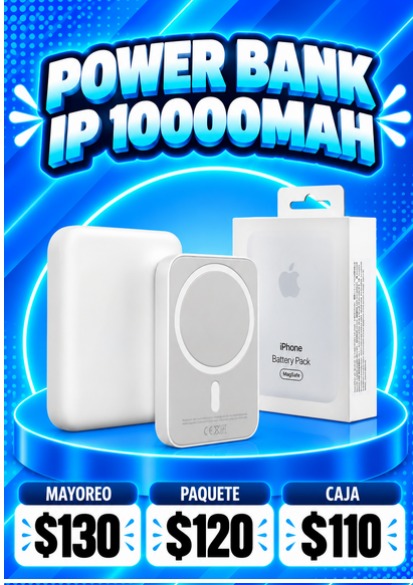 POWER BANK
IP 10000MAH
iPhone
Battery Pack
MagSafe
MAYOREO
PAQUETE
CAJA
$130
$120
$110